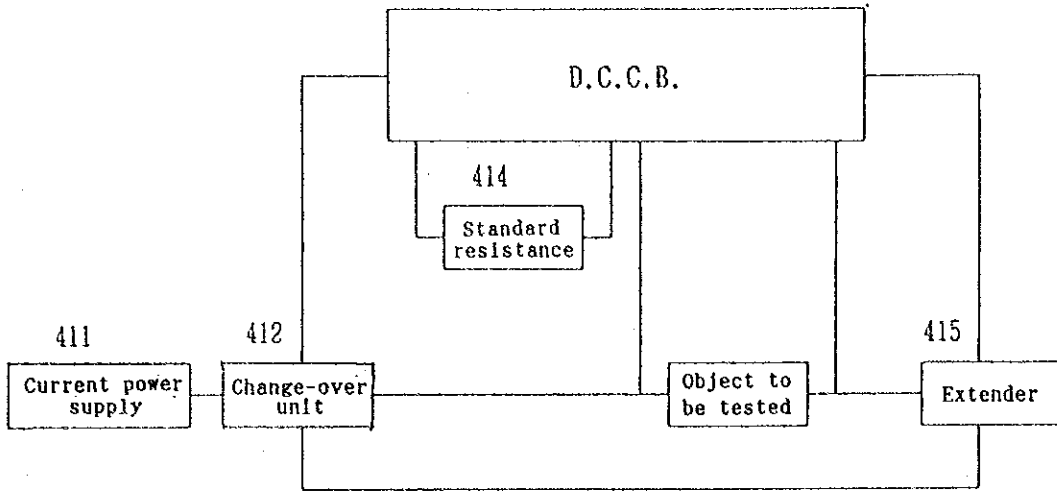 D.C.C.B.
414
Standard
resistance
411
412
415
Current power
supply
Change-over
unit
Object to
be tested
Extender